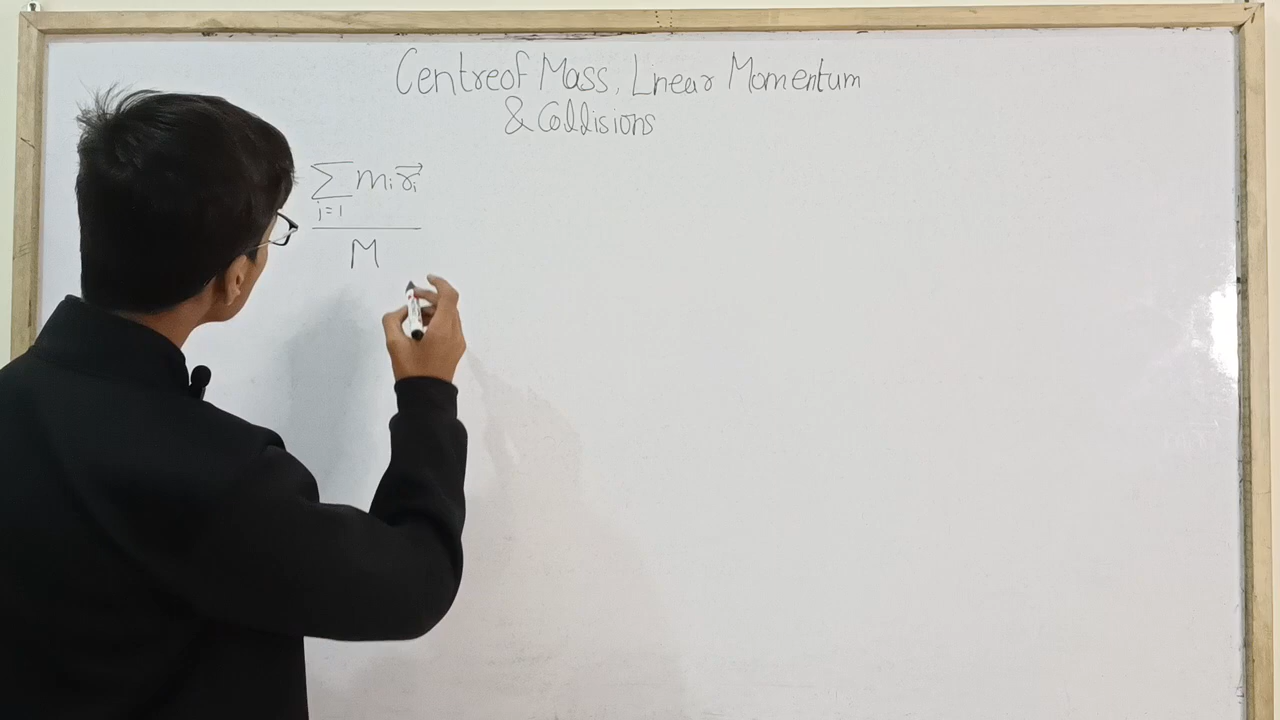 Centre of Mass, Linear Momentum
& Collisions
∑ mᵢr⃗ᵢ
i=1
M